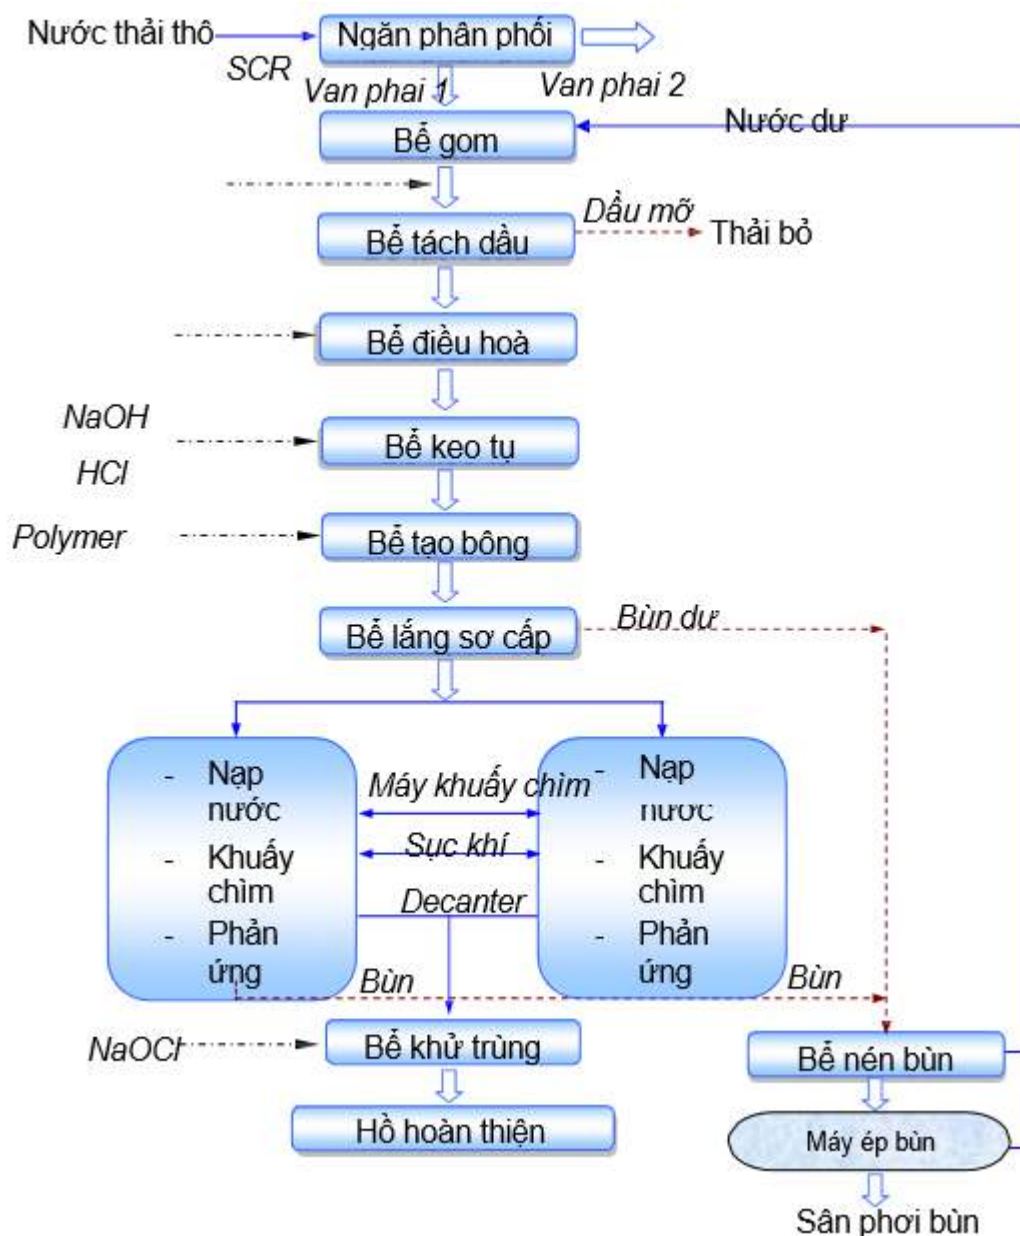 Nước thải thô
Ngăn phân phối
SCR
Van phai 1
Van phai 2
Bể gom
Nước dư
Bể tách dầu
Dầu mỡ
Thải bỏ
Bể điều hoà
NaOH
HCl
Bể keo tụ
Polymer
Bể tạo bông
Bể lắng sơ cấp
Bùn dư
- Nạp
nước
- Khuấy
chìm
- Phản
ứng
Máy khuấy chìm
Sục khí
Decanter
- Nạp
nước
- Khuấy
chìm
- Phản
ứng
Bùn
Bùn
NaOCl
Bể khử trùng
Hồ hoàn thiện
Bể nén bùn
Máy ép bùn
Sân phơi bùn